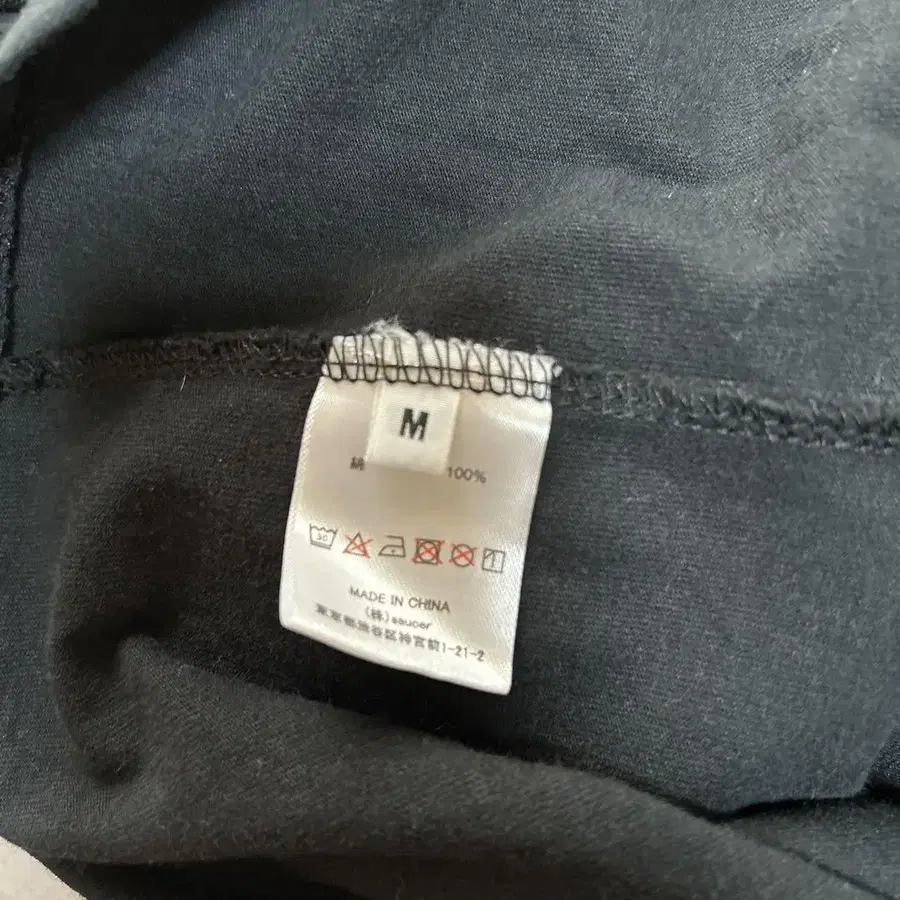 M
綿 100%
30
MADE IN CHINA
(株)saucer
東京都渋谷区神宮前1-21-2